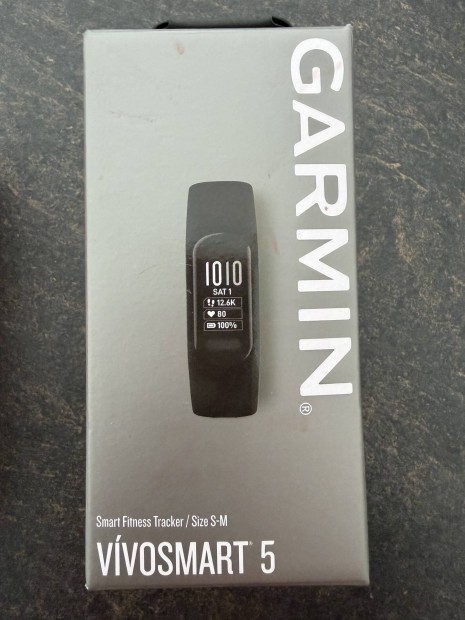 GARMIN®
1010
SAT 1
12.6K
80
100%
Smart Fitness Tracker / Size S-M
VÍVOSMART® 5